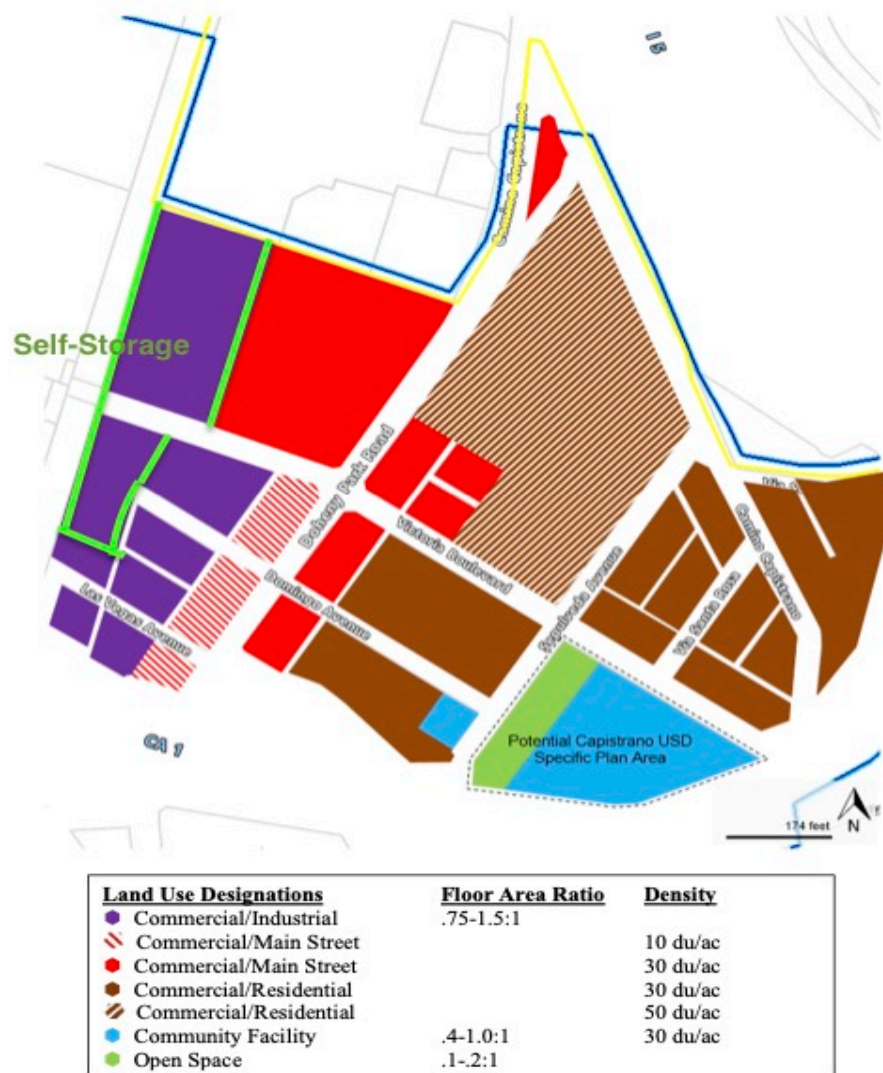 I 5
Camino Capistrano
Self-Storage
Doheny Park Road
Victoria Boulevard
Camino Capistrano
Domingo Avenue
Sepulveda Avenue
Via Santa Rosa
Las Vegas Avenue
CA 1
Potential Capistrano USD
Specific Plan Area
174 feet
N
Land Use Designations Floor Area Ratio Density
Commercial/Industrial .75-1.5:1
Commercial/Main Street 10 du/ac
Commercial/Main Street 30 du/ac
Commercial/Residential 30 du/ac
Commercial/Residential 50 du/ac
Community Facility .4-1.0:1 30 du/ac
Open Space .1-.2:1